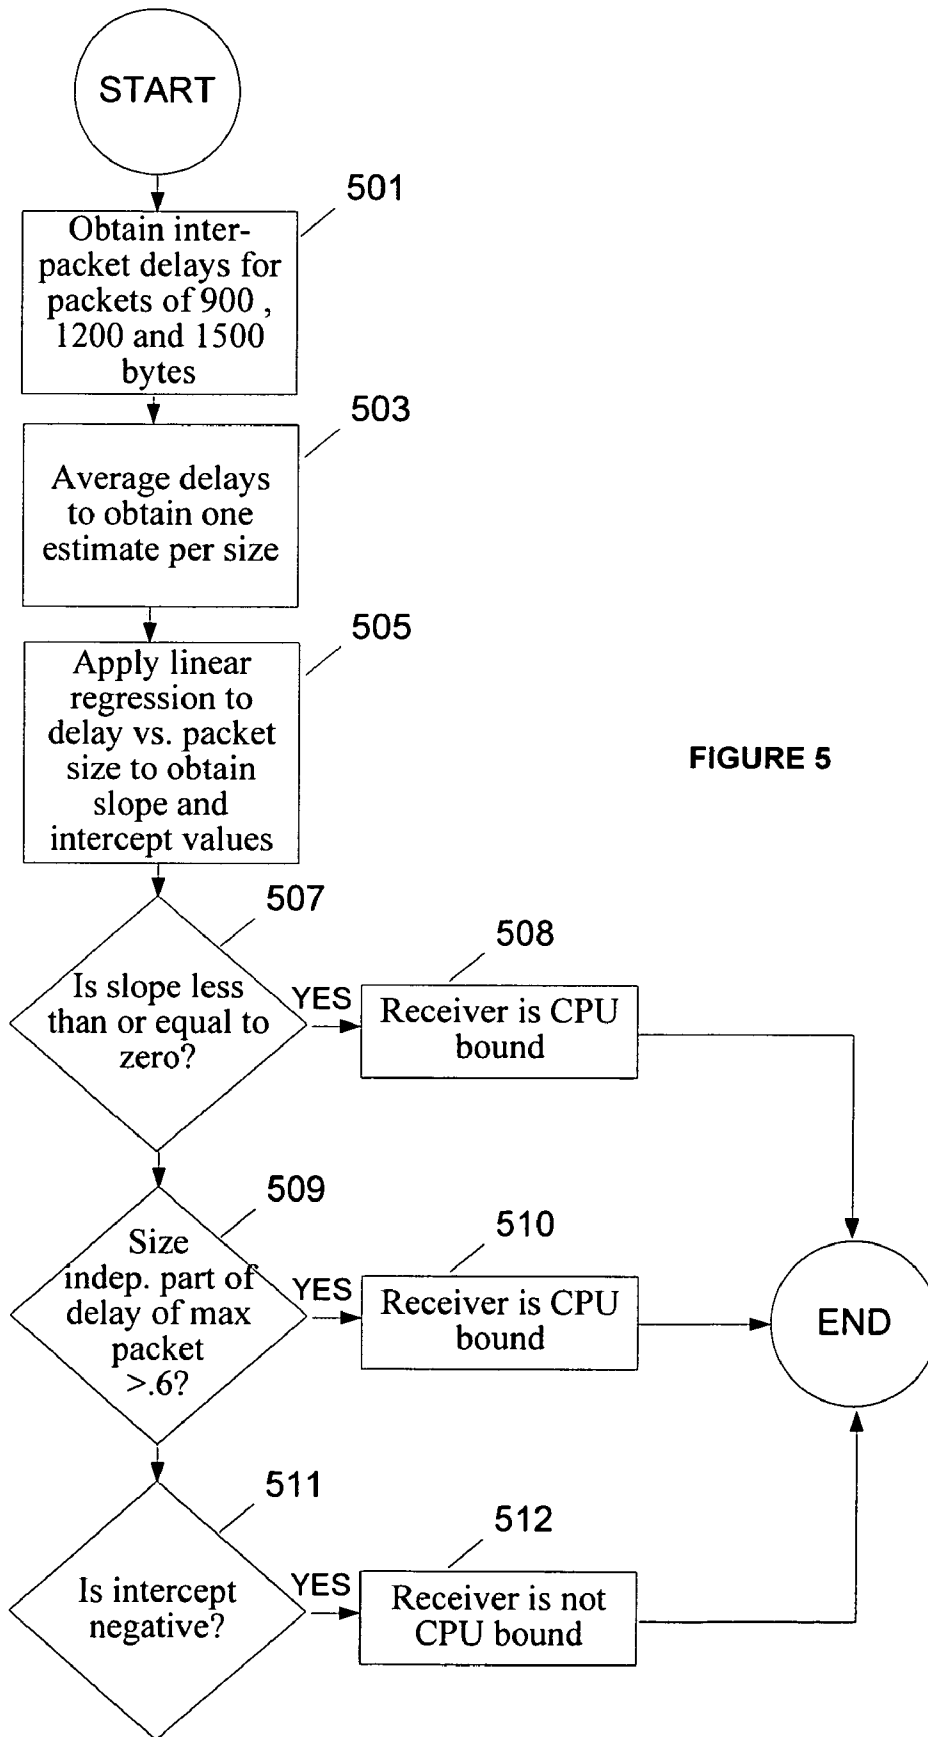 START
501
Obtain inter-
packet delays for
packets of 900 ,
1200 and 1500
bytes
503
Average delays
to obtain one
estimate per size
505
Apply linear
regression to
delay vs. packet
size to obtain
slope and
intercept values
FIGURE 5
507
Is slope less
than or equal to
zero?
YES
508
Receiver is CPU
bound
509
Size
indep. part of
delay of max
packet
>.6?
YES
510
Receiver is CPU
bound
END
511
Is intercept
negative?
YES
512
Receiver is not
CPU bound